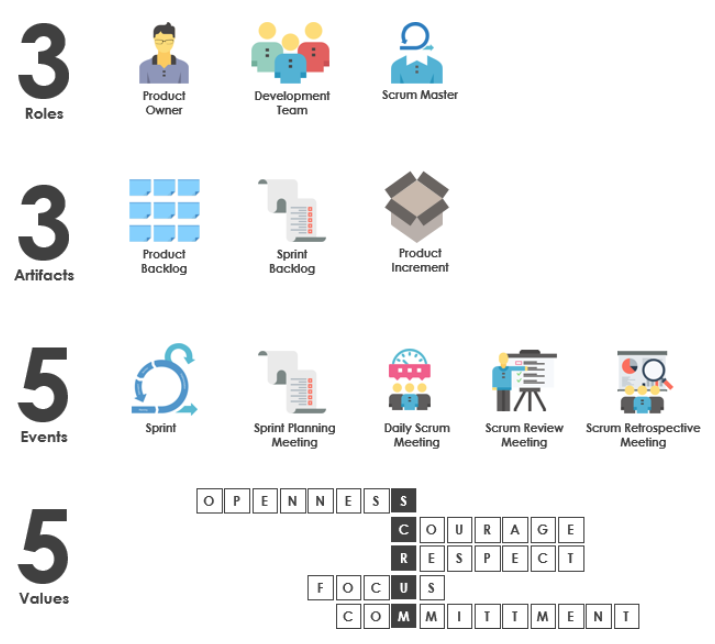 3
Roles
Product
Owner
Development
Team
Scrum Master
3
Artifacts
Product
Backlog
Sprint
Backlog
Product
Increment
5
Events
Sprint
Sprint Planning
Meeting
Daily Scrum
Meeting
Scrum Review
Meeting
Scrum Retrospective
Meeting
5
Values
OPENNESS
COURAGE
RESPECT
FOCUS
COMMITTMENT